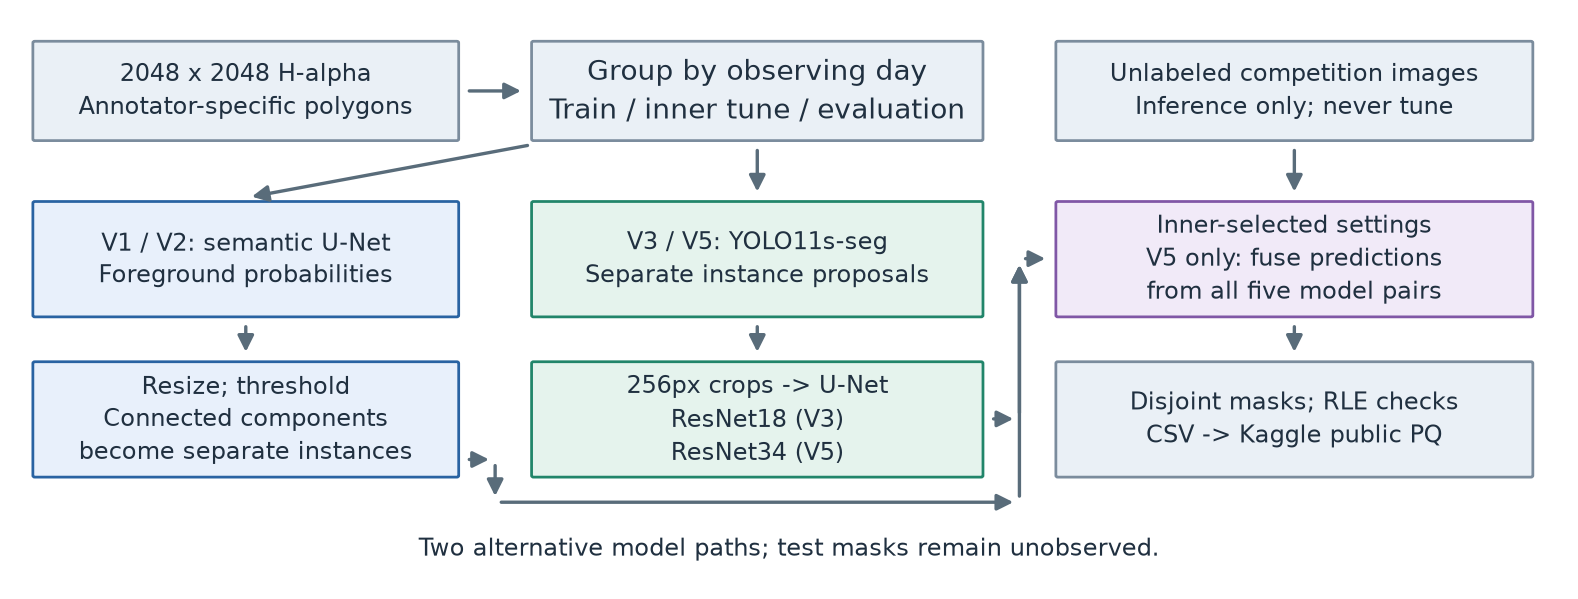 2048 x 2048 H-alpha
Annotator-specific polygons
Group by observing day
Train / inner tune / evaluation
Unlabeled competition images
Inference only; never tune
V1 / V2: semantic U-Net
Foreground probabilities
V3 / V5: YOLO11s-seg
Separate instance proposals
Inner-selected settings
V5 only: fuse predictions
from all five model pairs
Resize; threshold
Connected components
become separate instances
256px crops -> U-Net
ResNet18 (V3)
ResNet34 (V5)
Disjoint masks; RLE checks
CSV -> Kaggle public PQ
Two alternative model paths; test masks remain unobserved.